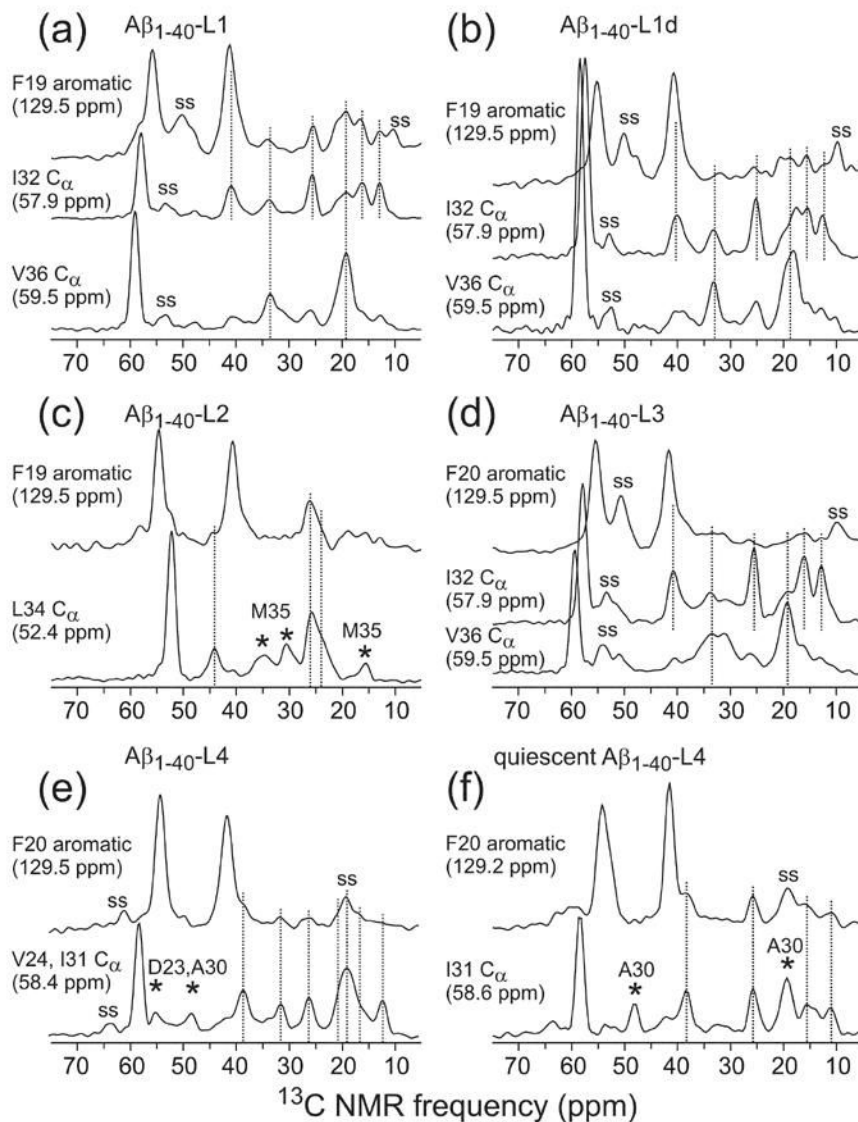 (a) Aβ1-40-L1
F19 aromatic
(129.5 ppm)
ss
ss
I32 Cα
(57.9 ppm)
ss
V36 Cα
(59.5 ppm)
ss
70 60 50 40 30 20 10
(b) Aβ1-40-L1d
F19 aromatic
(129.5 ppm)
ss
ss
I32 Cα
(57.9 ppm)
ss
V36 Cα
(59.5 ppm)
ss
70 60 50 40 30 20 10
(c) Aβ1-40-L2
F19 aromatic
(129.5 ppm)
L34 Cα
(52.4 ppm)
M35
* *
M35
*
70 60 50 40 30 20 10
(d) Aβ1-40-L3
F20 aromatic
(129.5 ppm)
ss
ss
I32 Cα
(57.9 ppm)
ss
V36 Cα
(59.5 ppm)
ss
70 60 50 40 30 20 10
(e) Aβ1-40-L4
F20 aromatic
(129.5 ppm)
ss
ss
V24, I31 Cα
(58.4 ppm)
D23,A30
* *
ss
70 60 50 40 30 20 10
quiescent Aβ1-40-L4
(f)
F20 aromatic
(129.2 ppm)
ss
I31 Cα
(58.6 ppm)
A30
*
A30
*
70 60 50 40 30 20 10
13C NMR frequency (ppm)